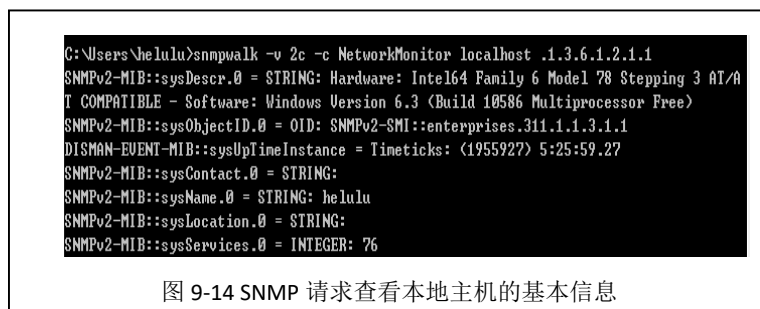 C:\Users\helulu>snmpwalk -v 2c -c NetworkMonitor localhost .1.3.6.1.2.1.1
SNMPv2-MIB::sysDescr.0 = STRING: Hardware: Intel64 Family 6 Model 78 Stepping 3 AT/A
T COMPATIBLE - Software: Windows Version 6.3 (Build 10586 Multiprocessor Free)
SNMPv2-MIB::sysObjectID.0 = OID: SNMPv2-SMI::enterprises.311.1.1.3.1.1
DISMAN-EVENT-MIB::sysUpTimeInstance = Timeticks: (1955927) 5:25:59.27
SNMPv2-MIB::sysContact.0 = STRING:
SNMPv2-MIB::sysName.0 = STRING: helulu
SNMPv2-MIB::sysLocation.0 = STRING:
SNMPv2-MIB::sysServices.0 = INTEGER: 76
图 9-14 SNMP 请求查看本地主机的基本信息